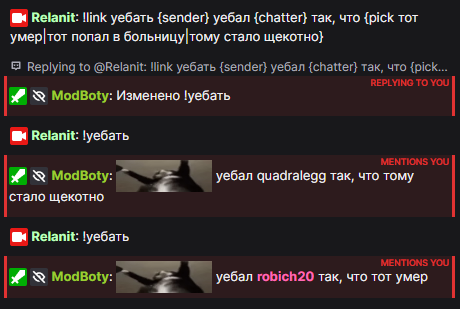 Relanit: !link уебать {sender} уебал {chatter} так, что {pick тот
умер|тот попал в больницу|тому стало щекотно}
Replying to @Relanit: !link уебать {sender} уебал {chatter} так, что {pick...
REPLYING TO YOU
ModBoty: Изменено !уебать
Relanit: !уебать
MENTIONS YOU
ModBoty: уебал quadralegg так, что тому
стало щекотно
Relanit: !уебать
MENTIONS YOU
ModBoty: уебал robich20 так, что тот умер